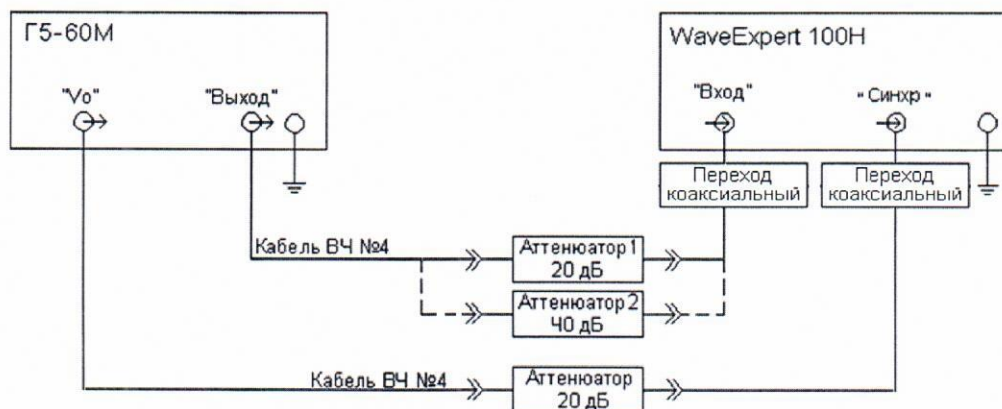 Г5-60М
WaveExpert 100H
"Vo"
"Выход"
"Вход"
"Синхр"
Переход
коаксиальный
Переход
коаксиальный
Кабель ВЧ №4
Аттенюатор 1
20 дБ
Аттенюатор 2
40 дБ
Кабель ВЧ №4
Аттенюатор
20 дБ